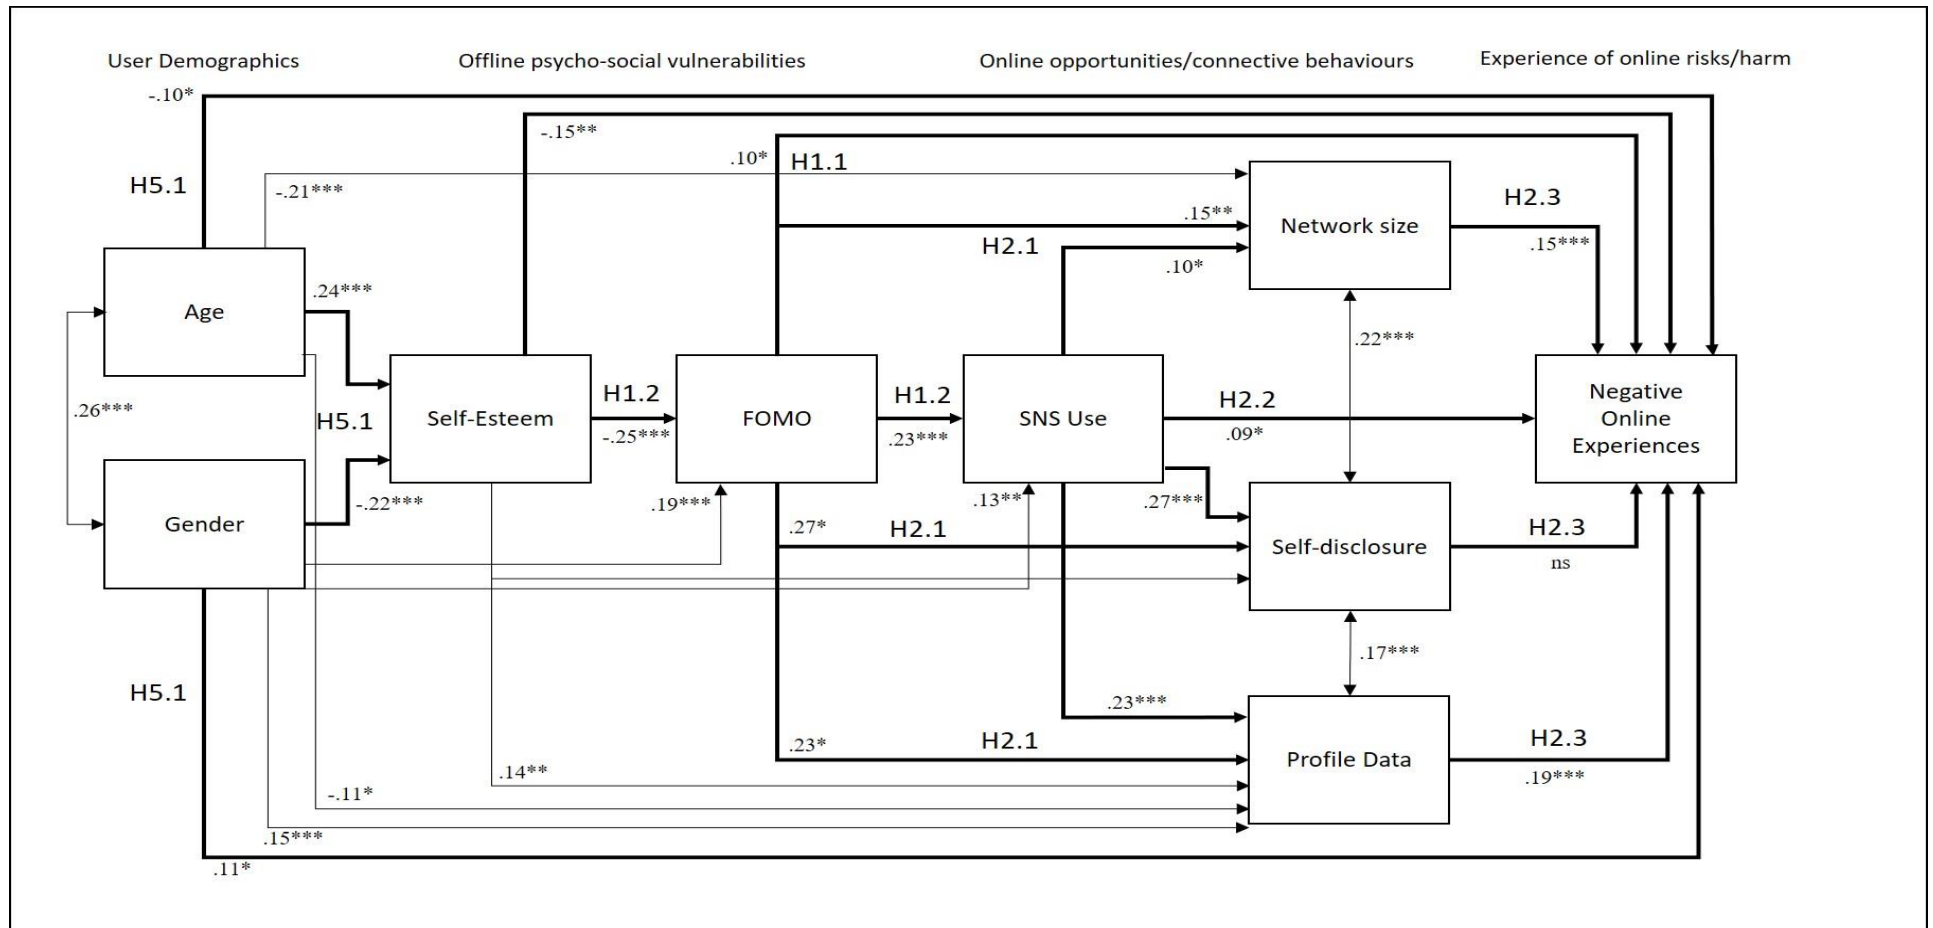 User Demographics
Offline psycho-social vulnerabilities
Online opportunities/connective behaviours
Experience of online risks/harm
-.10*
-.15**
.10*
H1.1
H5.1
-.21***
Network size
H2.3
.15**
H2.1
.15***
.10*
Age
.24***
.22***
.26***
H5.1
Self-Esteem
H1.2
-.25***
FOMO
H1.2
.23***
SNS Use
H2.2
.09*
Negative
Online
Experiences
Gender
-.22***
.19***
.13**
.27***
.27*
H2.1
Self-disclosure
H2.3
ns
.17***
H5.1
.23***
.23*
H2.1
Profile Data
H2.3
.19***
.14**
-.11*
.15***
.11*